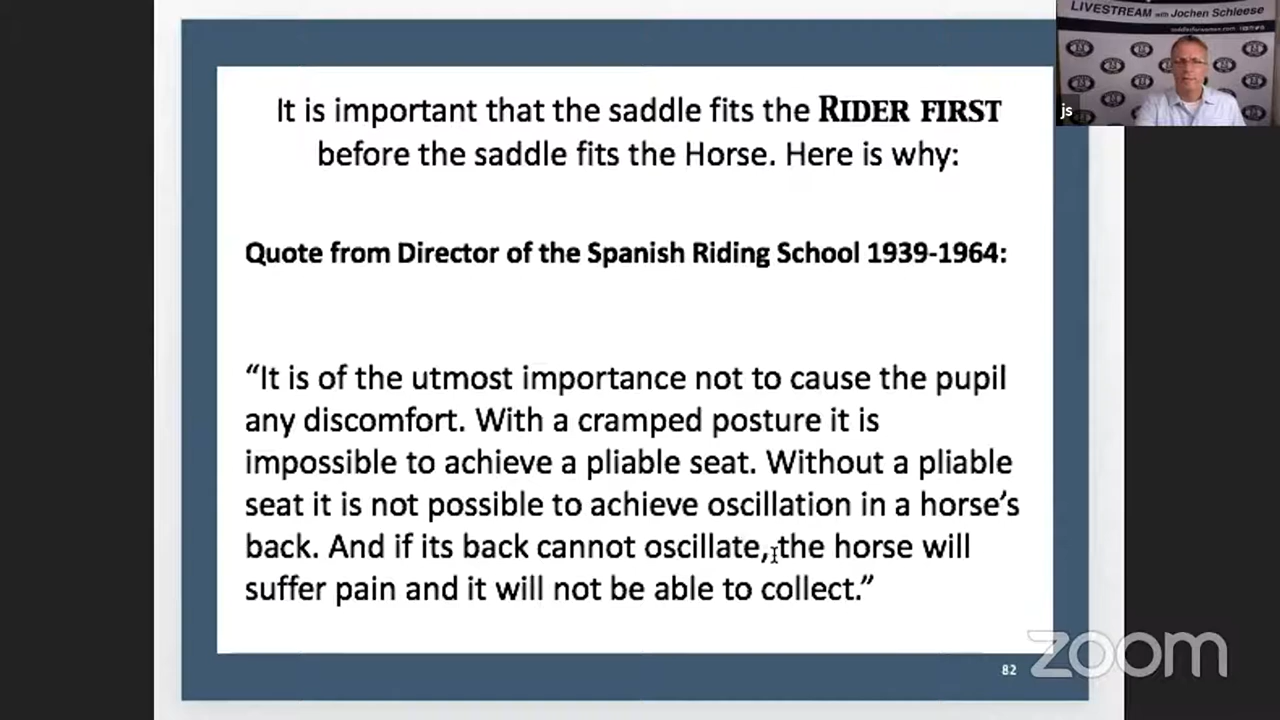 LIVESTREAM with Jochen Schleese
saddlesforwomen.com
js
It is important that the saddle fits the RIDER FIRST
before the saddle fits the Horse. Here is why:
Quote from Director of the Spanish Riding School 1939-1964:
“It is of the utmost importance not to cause the pupil
any discomfort. With a cramped posture it is
impossible to achieve a pliable seat. Without a pliable
seat it is not possible to achieve oscillation in a horse’s
back. And if its back cannot oscillate, the horse will
suffer pain and it will not be able to collect.”
82
zoom